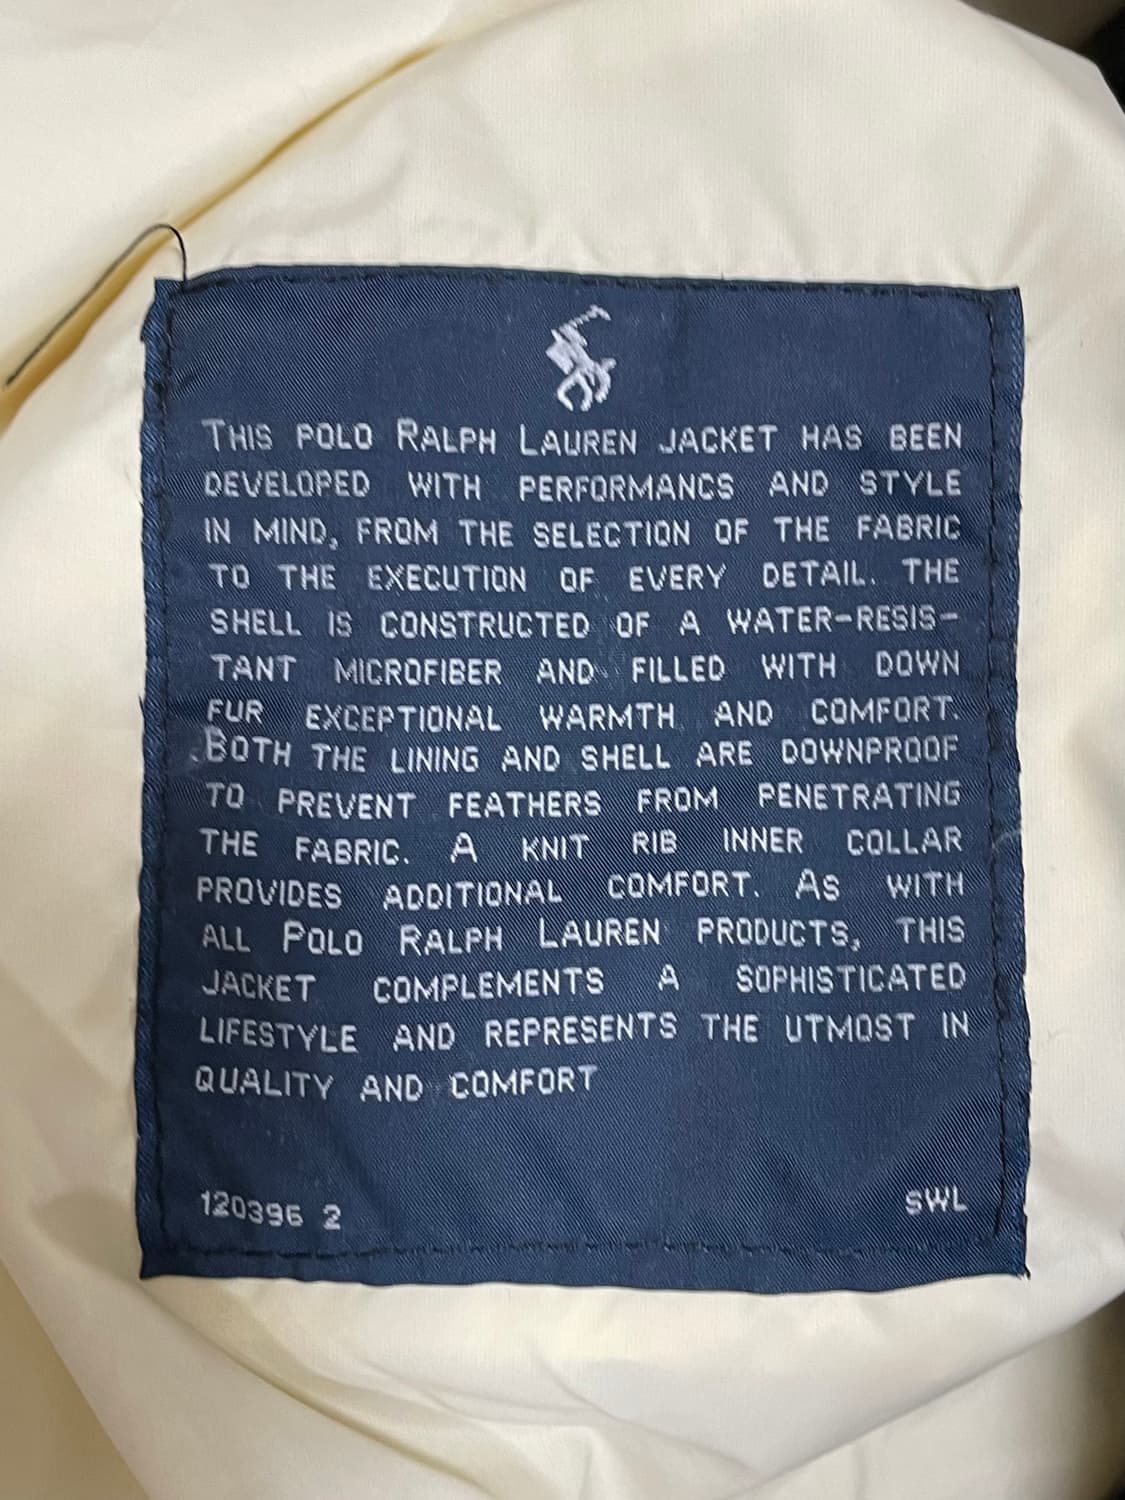 THIS POLO RALPH LAUREN JACKET HAS BEEN
DEVELOPED WITH PERFORMANCS AND STYLE
IN MIND, FROM THE SELECTION OF THE FABRIC
TO THE EXECUTION OF EVERY DETAIL. THE
SHELL IS CONSTRUCTED OF A WATER-RESIS-
TANT MICROFIBER AND FILLED WITH DOWN
FUR EXCEPTIONAL WARMTH AND COMFORT.
BOTH THE LINING AND SHELL ARE DOWNPROOF
TO PREVENT FEATHERS FROM PENETRATING
THE FABRIC. A KNIT RIB INNER COLLAR
PROVIDES ADDITIONAL COMFORT. AS WITH
ALL POLO RALPH LAUREN PRODUCTS, THIS
JACKET COMPLEMENTS A SOPHISTICATED
LIFESTYLE AND REPRESENTS THE UTMOST IN
QUALITY AND COMFORT
120396 2 SWL